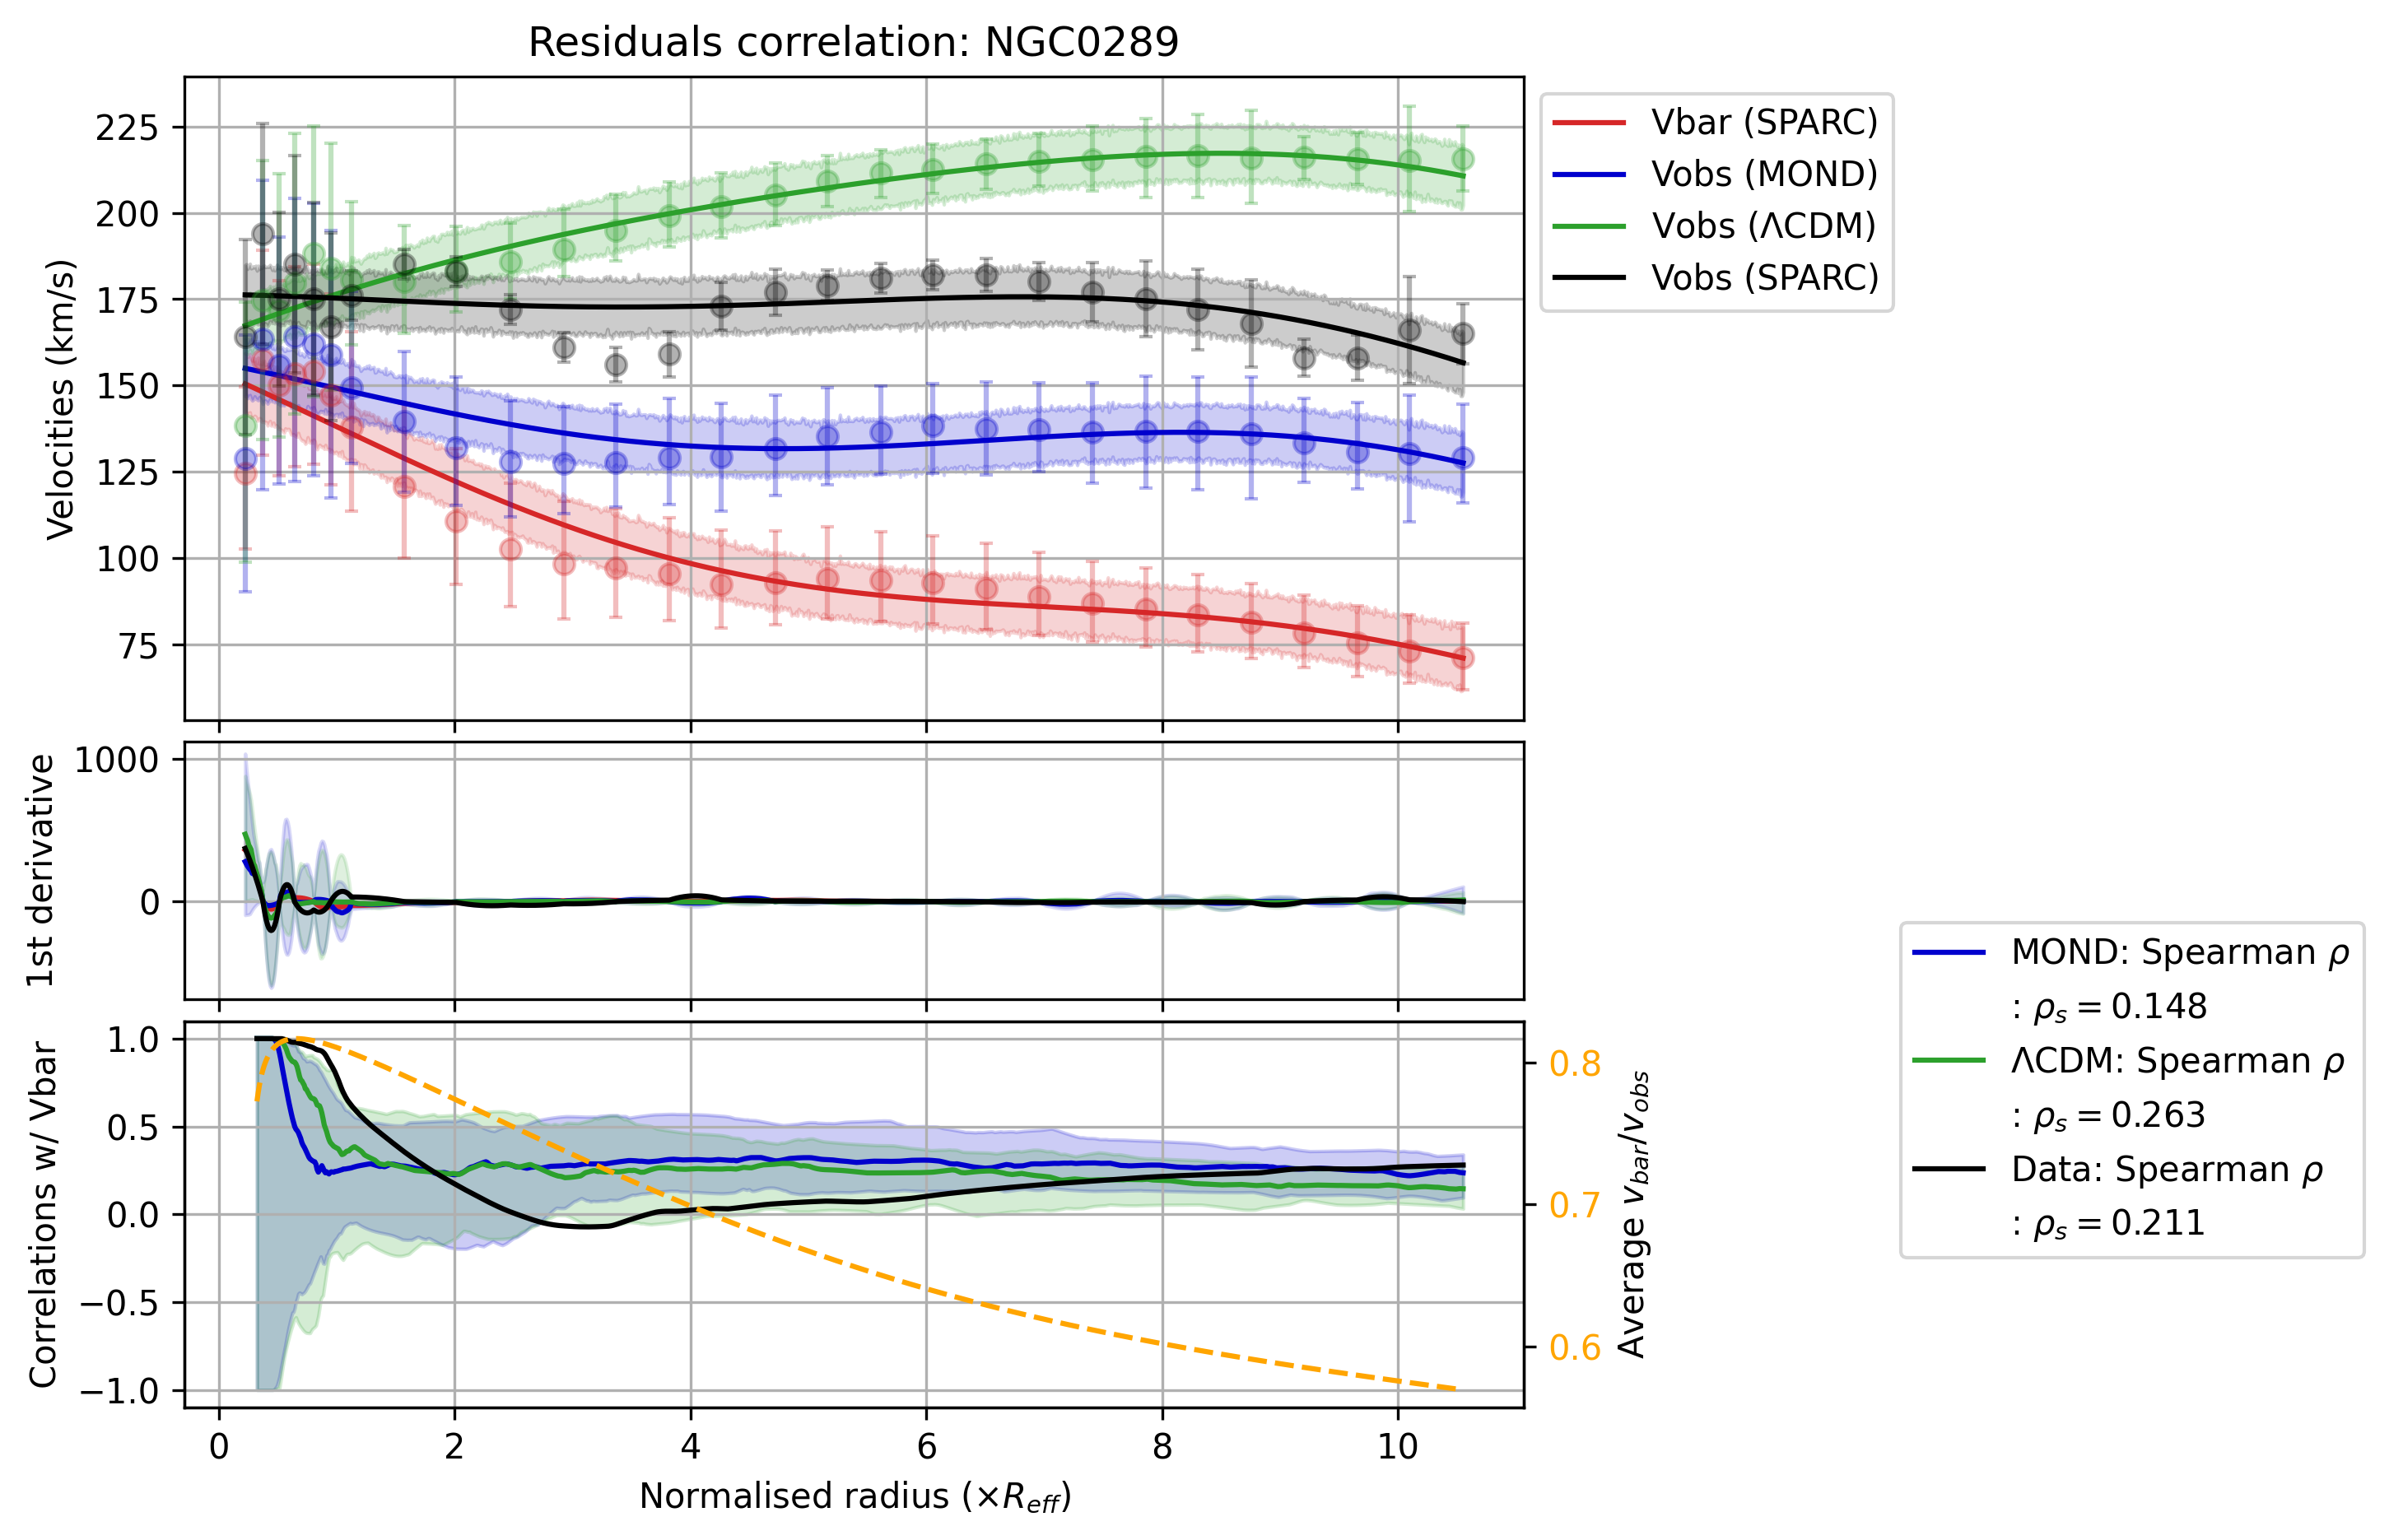 Residuals correlation: NGC0289
Velocities (km/s)
225
200
175
150
125
100
75
Vbar (SPARC)
Vobs (MOND)
Vobs (ΛCDM)
Vobs (SPARC)
1st derivative
1000
0
Correlations w/ Vbar
1.0
0.5
0.0
−0.5
−1.0
0.8
0.7
0.6
Average v_bar/v_obs
MOND: Spearman ρ
: ρ_s = 0.148
ΛCDM: Spearman ρ
: ρ_s = 0.263
Data: Spearman ρ
: ρ_s = 0.211
0 2 4 6 8 10
Normalised radius (×R_eff)